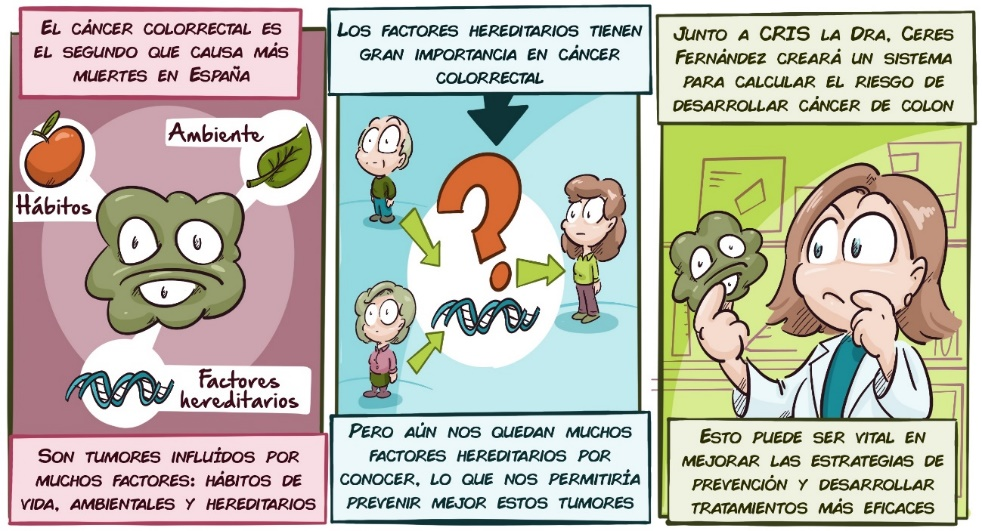 El cáncer colorrectal es
el segundo que causa más
muertes en España
Ambiente
Hábitos
Factores
hereditarios
Son tumores influídos por
muchos factores: hábitos de
vida, ambientales y hereditarios
Los factores hereditarios tienen
gran importancia en cáncer
colorrectal
?
Pero aún nos quedan muchos
factores hereditarios por
conocer, lo que nos permitiría
prevenir mejor estos tumores
Junto a CRIS la Dra. Ceres
Fernández creará un sistema
para calcular el riesgo de
desarrollar cáncer de colon
Esto puede ser vital en
mejorar las estrategias de
prevención y desarrollar
tratamientos más eficaces